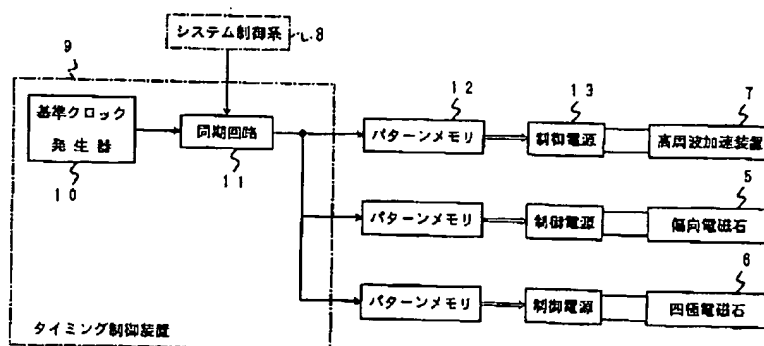 システム制御系
8
9
12
13
7
基準クロック
発生器
同期回路
パターンメモリ
制御電源
高周波加速装置
10
11
5
パターンメモリ
制御電源
偏向電磁石
6
パターンメモリ
制御電源
四極電磁石
タイミング制御装置